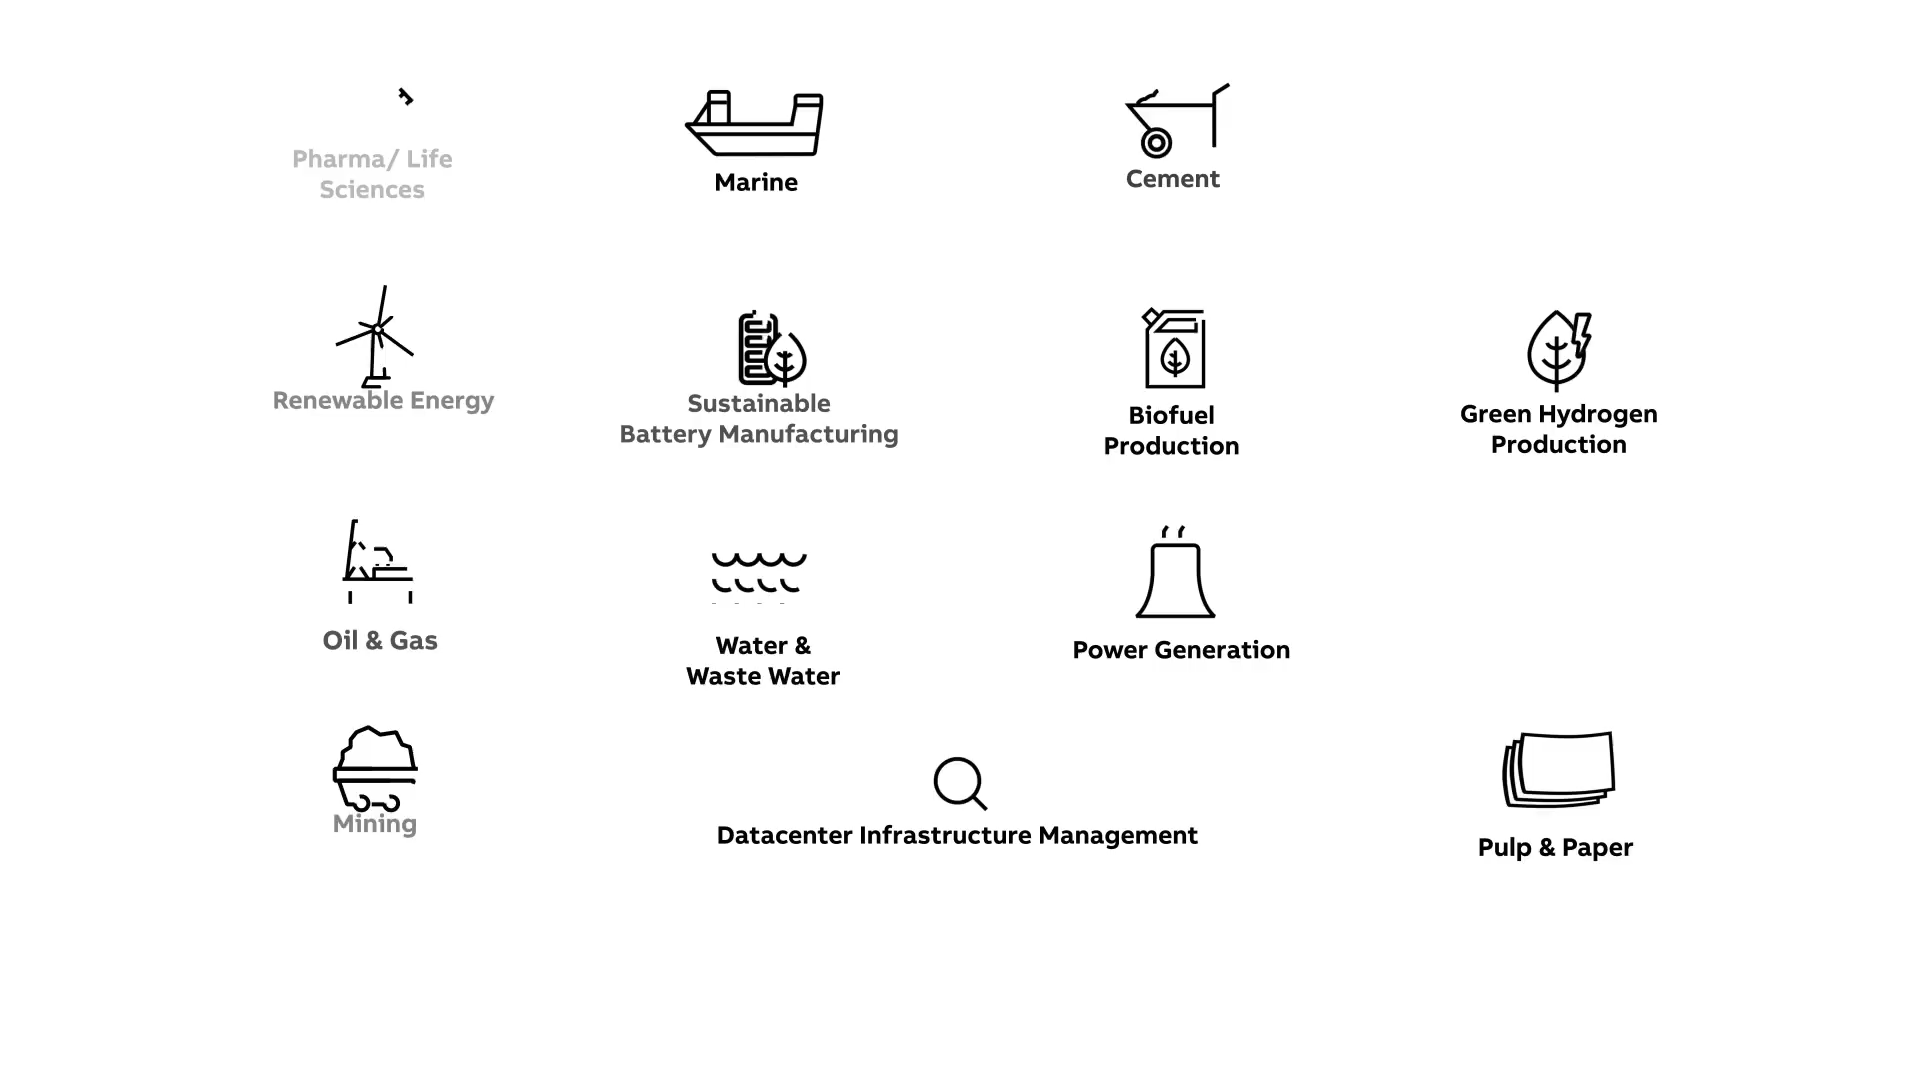 Pharma/ Life
Sciences
Marine
Cement
Renewable Energy
Sustainable
Battery Manufacturing
Biofuel
Production
Green Hydrogen
Production
Oil & Gas
Water &
Waste Water
Power Generation
Mining
Datacenter Infrastructure Management
Pulp & Paper